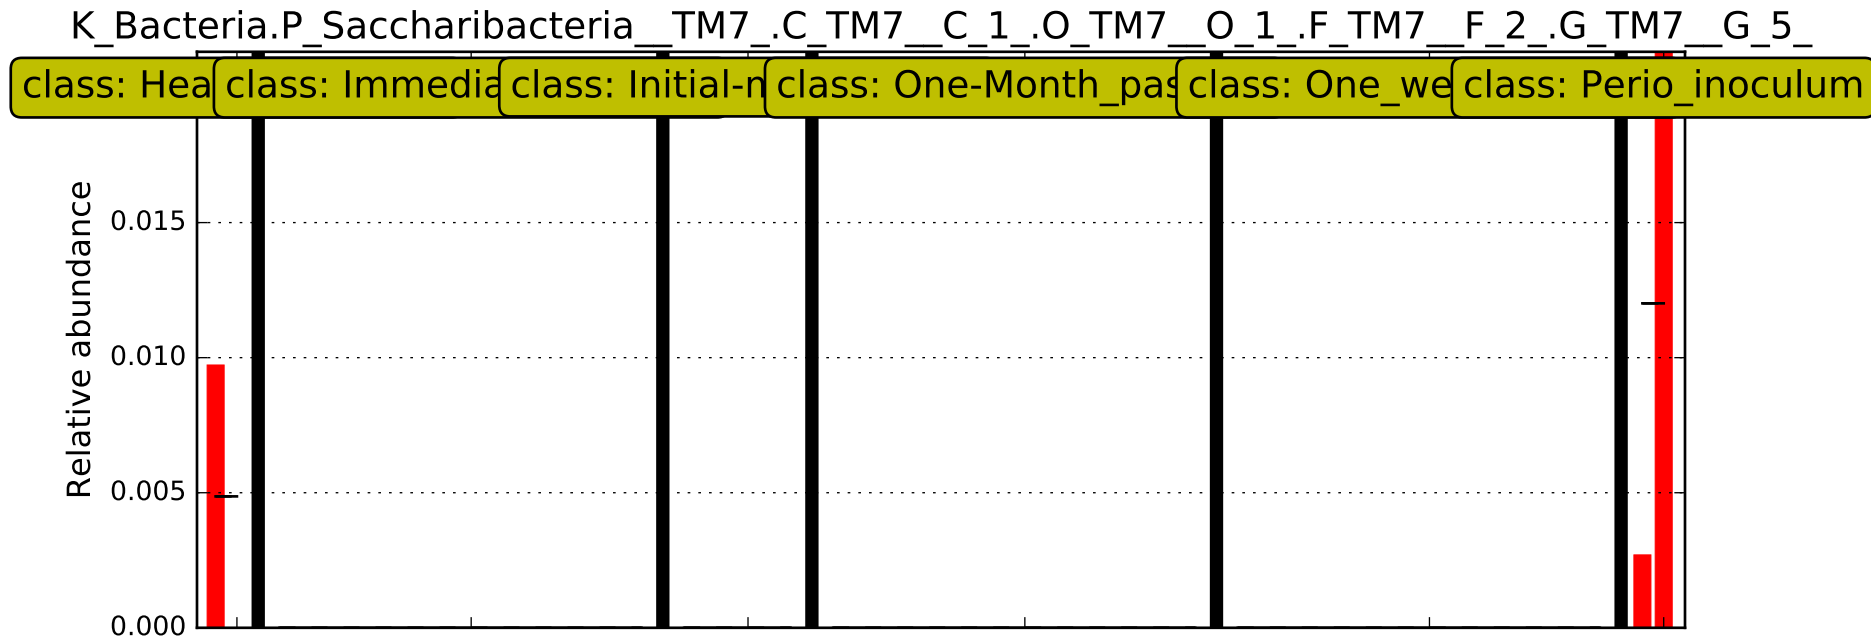 K_Bacteria.P_Saccharibacteria__TM7_.C_TM7__C_1_.O_TM7__O_1_.F_TM7__F_2_.G_TM7__G_5_
class: Hea class: Immedia class: Initial-n class: One-Month_pas class: One_we class: Perio_inoculum
Relative abundance
0.015
0.010
0.005
0.000